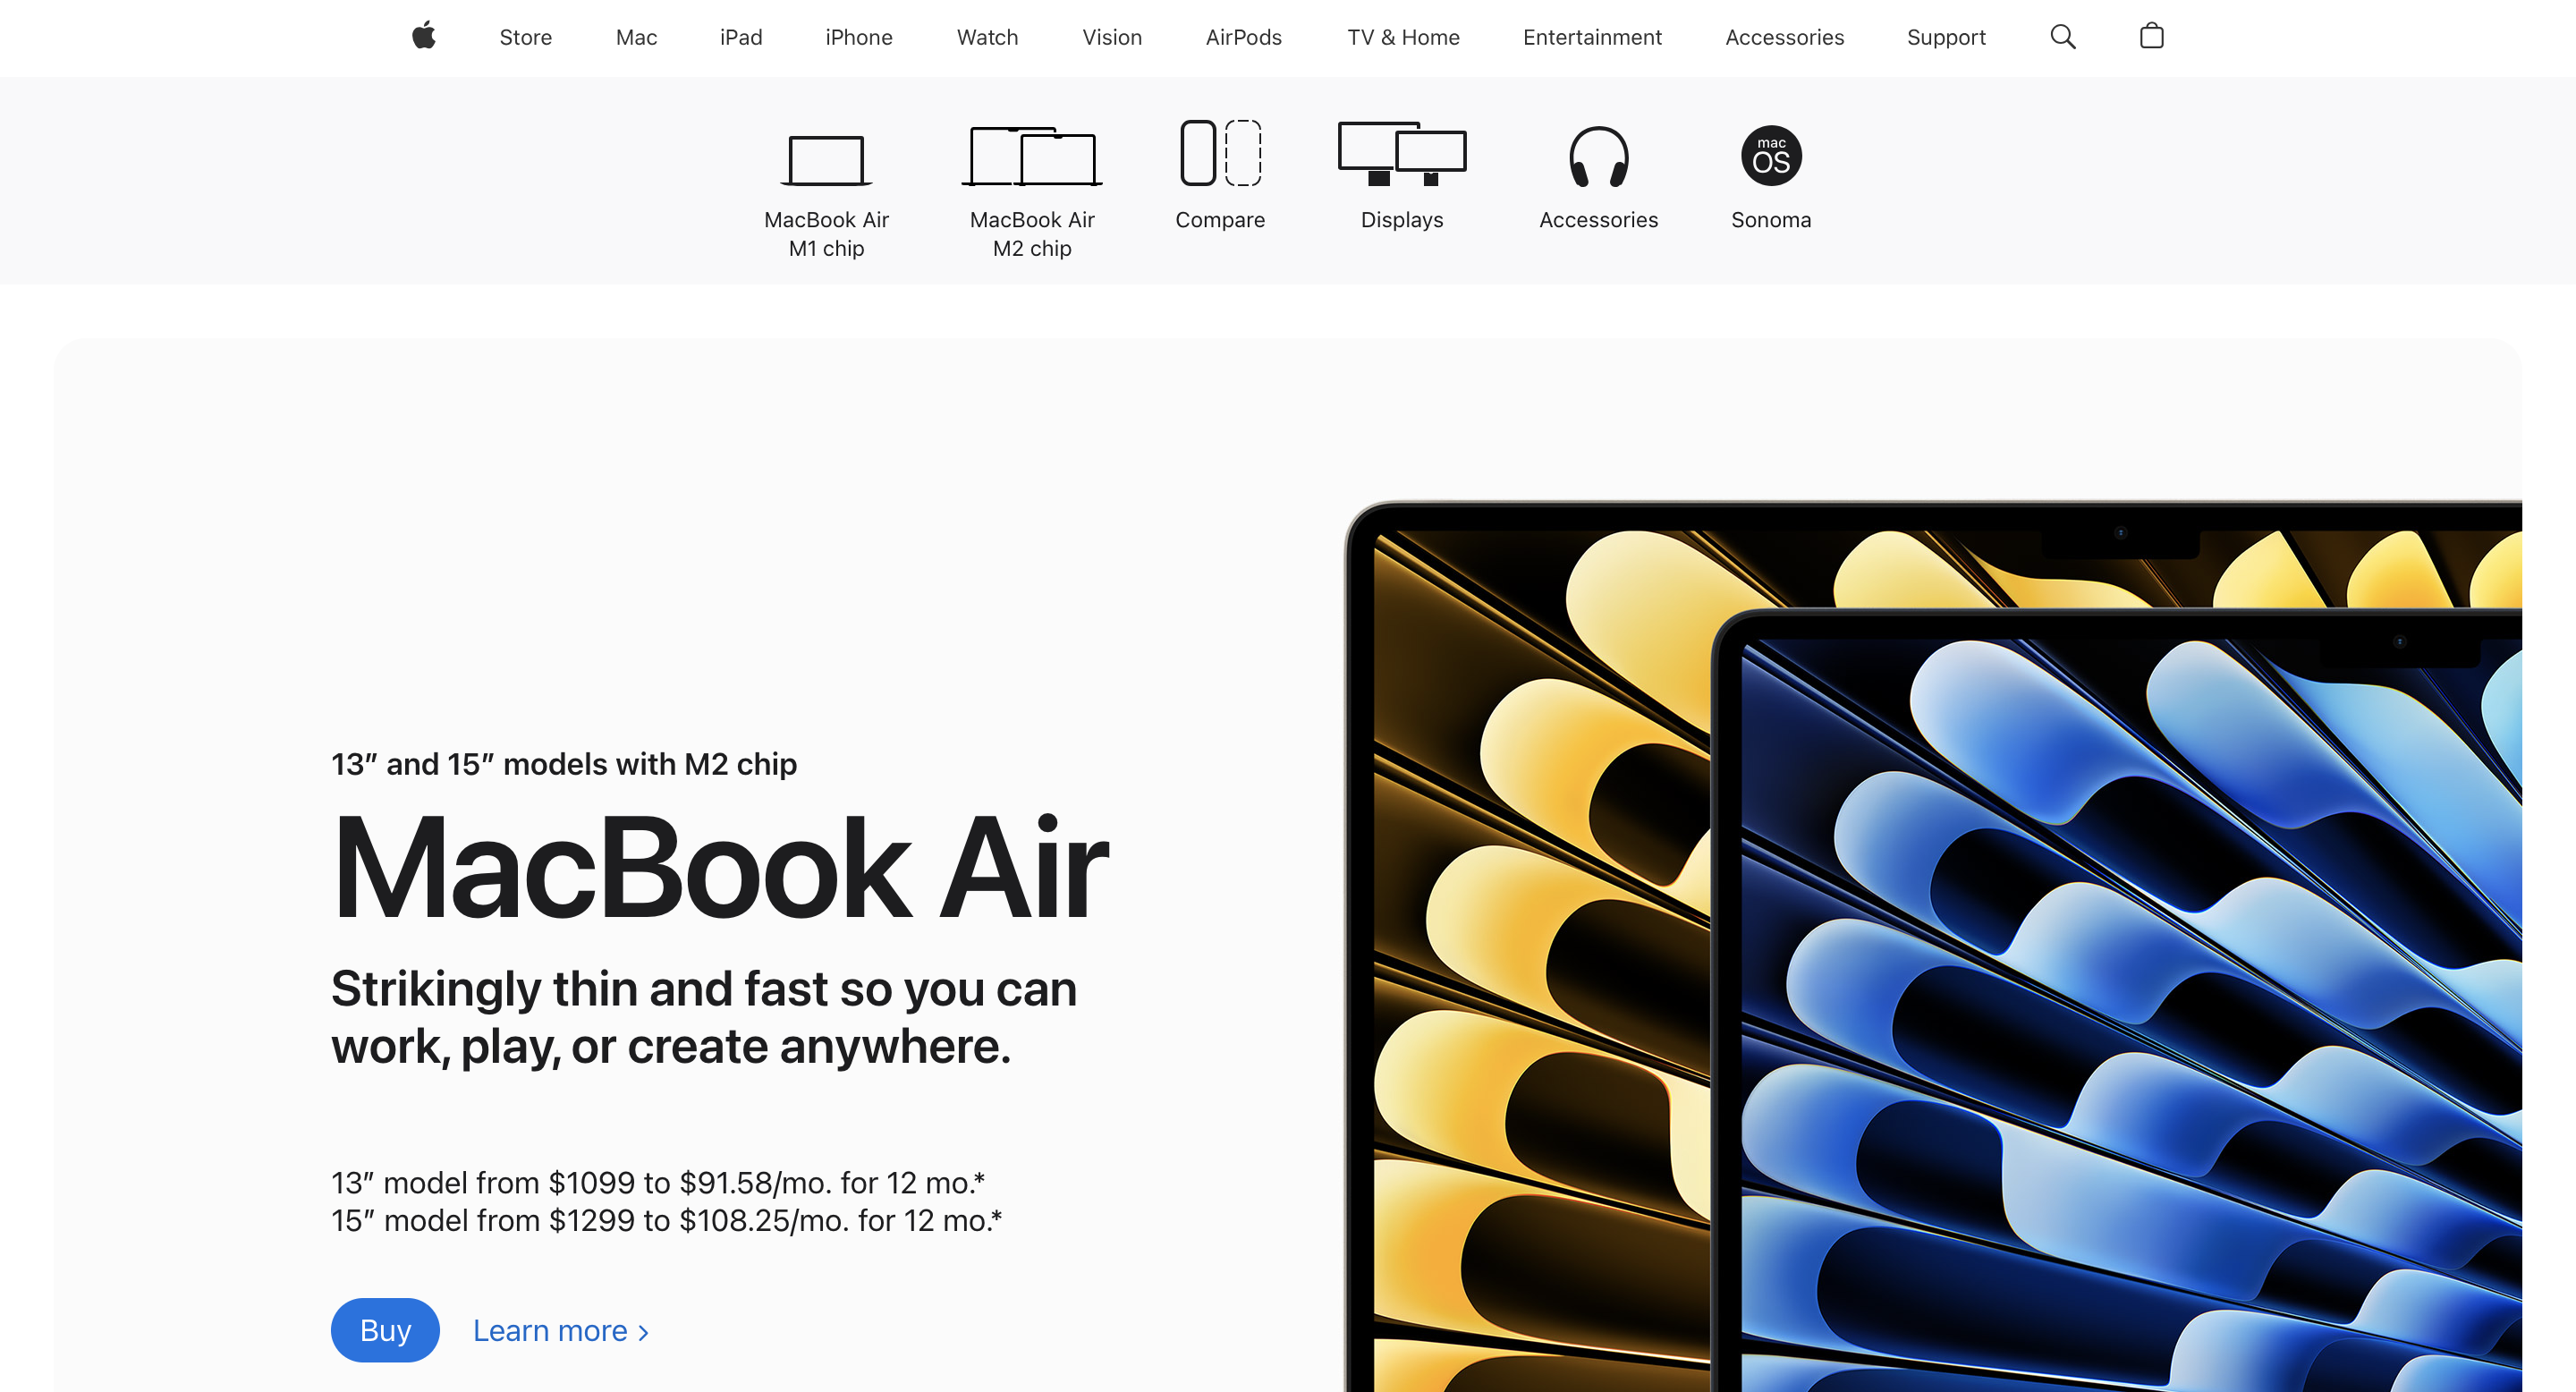 Store Mac iPad iPhone Watch Vision AirPods TV & Home Entertainment Accessories Support
MacBook Air
M1 chip
MacBook Air
M2 chip
Compare
Displays
Accessories
mac
OS
Sonoma
13” and 15” models with M2 chip
MacBook Air
Strikingly thin and fast so you can
work, play, or create anywhere.
13” model from $1099 to $91.58/mo. for 12 mo.*
15” model from $1299 to $108.25/mo. for 12 mo.*
Buy Learn more >